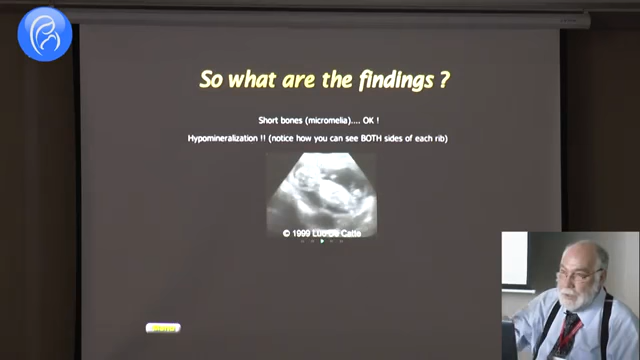 So what are the findings ?
Short bones (micromelia).... OK !
Hypomineralization !! (notice how you can see BOTH sides of each rib)
© 1999 Luc De Catte